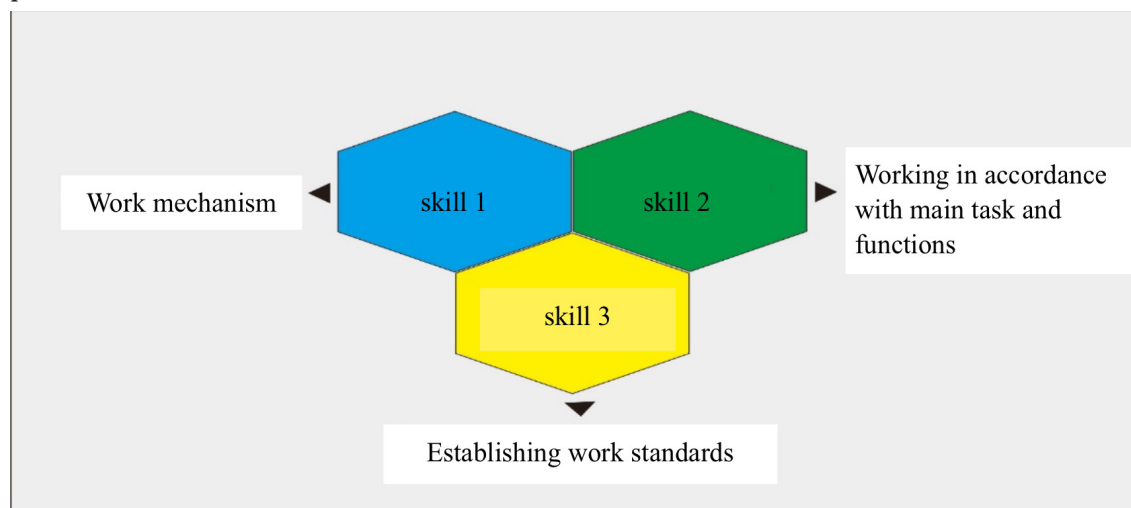 Work mechanism
skill 1
skill 2
Working in accordance
with main task and
functions
skill 3
Establishing work standards